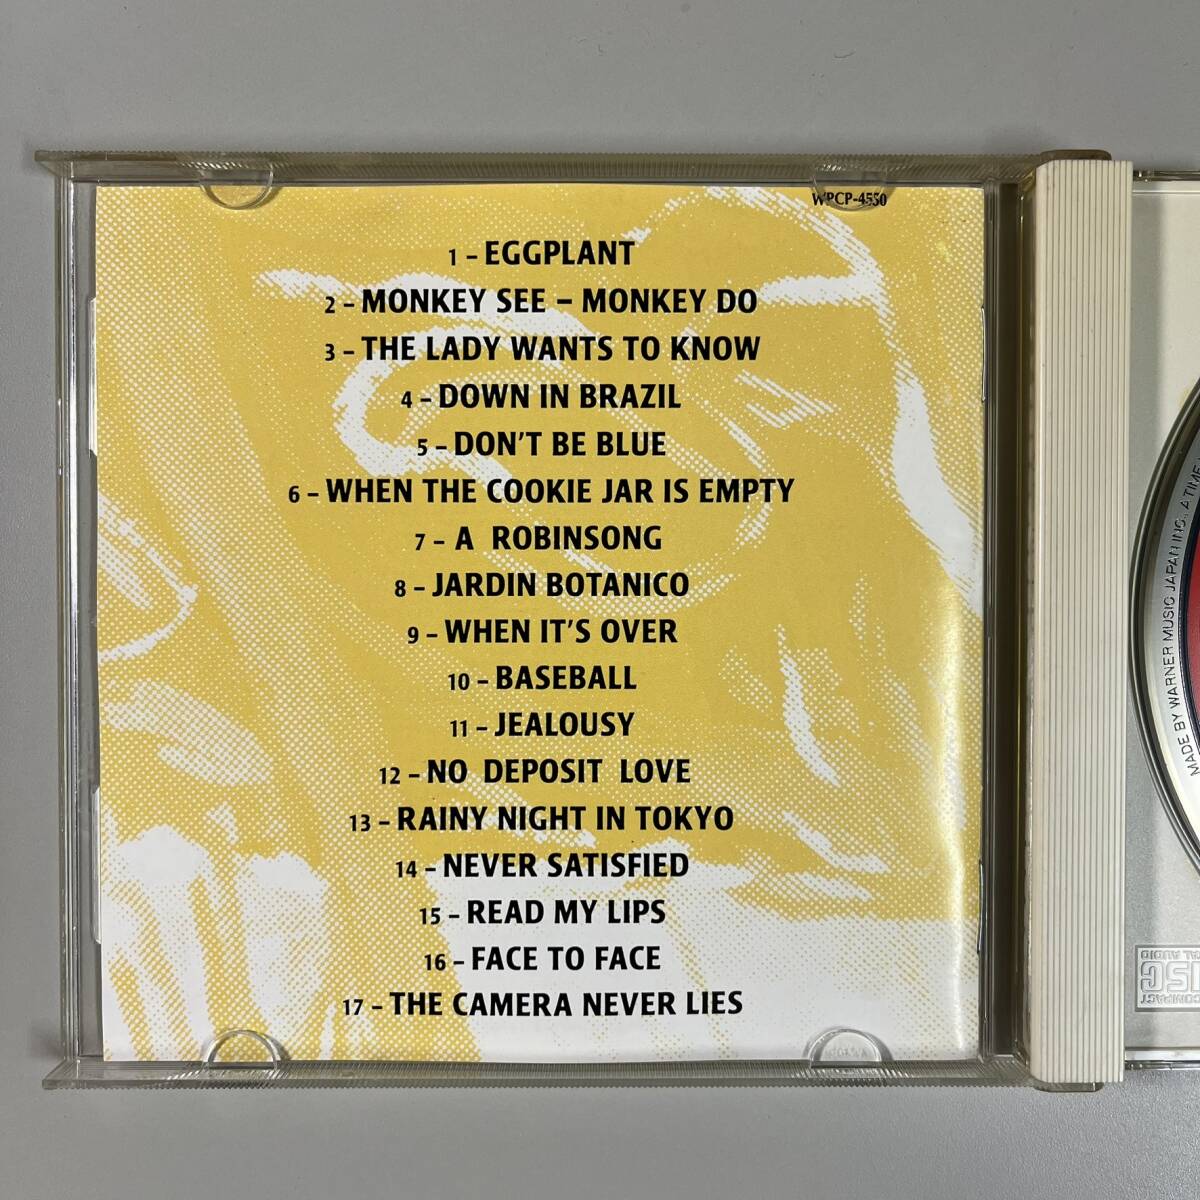 WPCP-4550
1 – EGGPLANT
2 – MONKEY SEE – MONKEY DO
3 – THE LADY WANTS TO KNOW
4 – DOWN IN BRAZIL
5 – DON'T BE BLUE
6 – WHEN THE COOKIE JAR IS EMPTY
7 – A ROBINSONG
8 – JARDIN BOTANICO
9 – WHEN IT'S OVER
10 – BASEBALL
11 – JEALOUSY
12 – NO DEPOSIT LOVE
13 – RAINY NIGHT IN TOKYO
14 – NEVER SATISFIED
15 – READ MY LIPS
16 – FACE TO FACE
17 – THE CAMERA NEVER LIES
MADE BY WARNER MUSIC JAPAN INC., A TIME
COMPACT